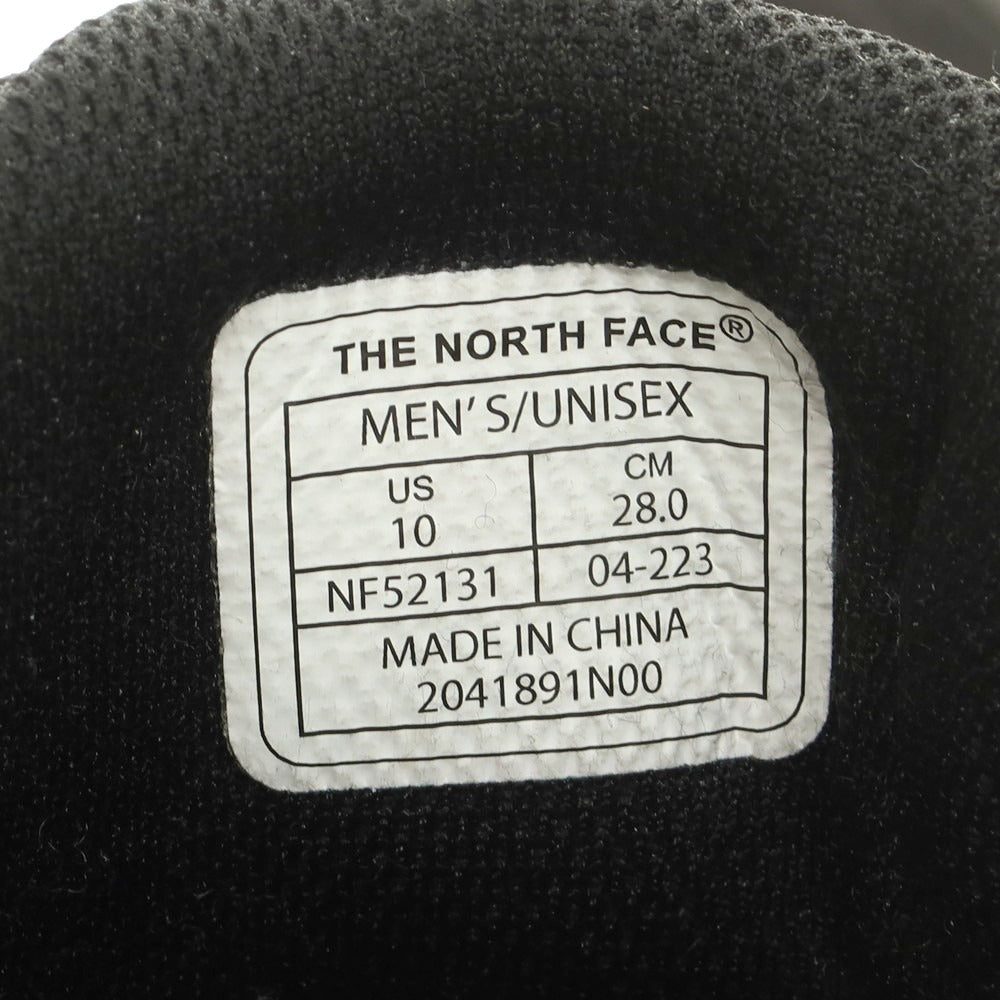 THE NORTH FACE®
MEN'S/UNISEX
US CM
10 28.0
NF52131 04-223
MADE IN CHINA
2041891N00